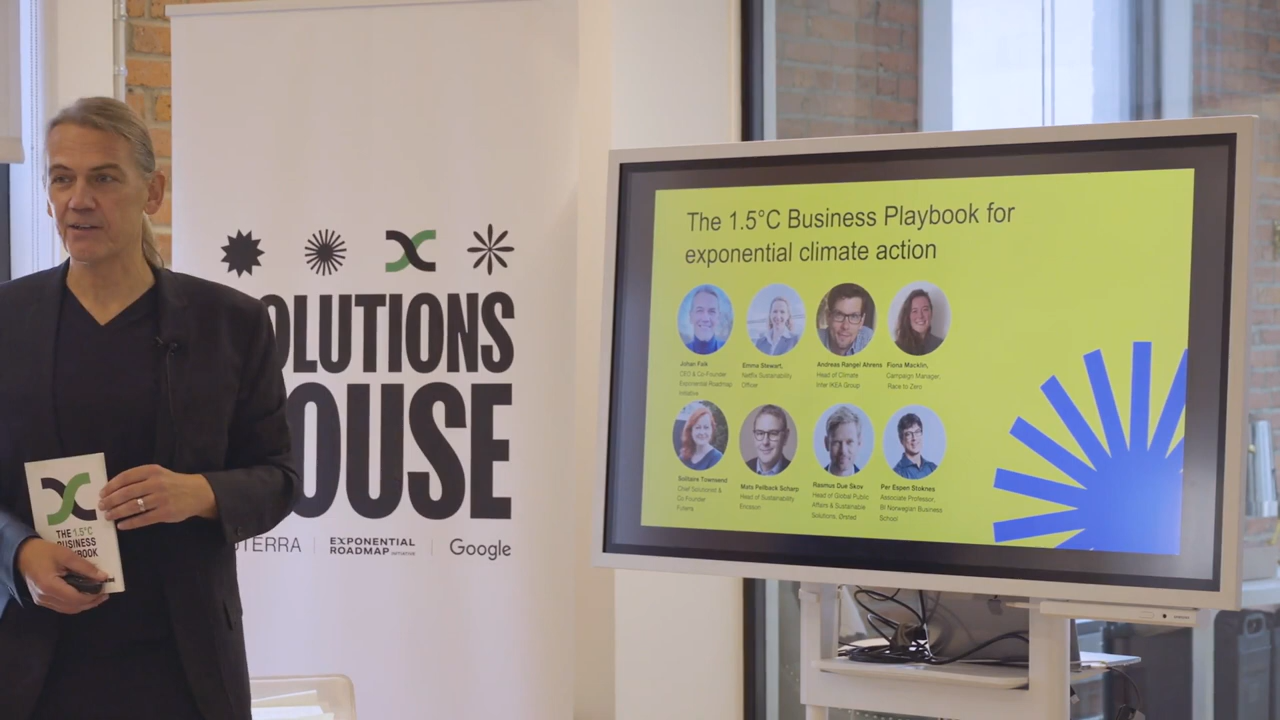 OLUTIONS
OUSE
TERRA
EXPONENTIAL
ROADMAP INITIATIVE
Google
THE 1.5°C
BUSINESS
PLAYBOOK
The 1.5°C Business Playbook for
exponential climate action
Johan Falk
CEO & Co-Founder
Exponential Roadmap
Initiative
Emma Stewart,
Netflix Sustainability
Officer
Andreas Rangel Ahrens
Head of Climate
Inter IKEA Group
Fiona Macklin,
Campaign Manager,
Race to Zero
Solitaire Townsend
Chief Solutionist &
Co Founder
Futerra
Mats Pellbäck Scharp
Head of Sustainability
Ericsson
Rasmus Due Skov
Head of Global Public
Affairs & Sustainable
Solutions, Ørsted
Per Espen Stoknes
Associate Professor,
BI Norwegian Business
School